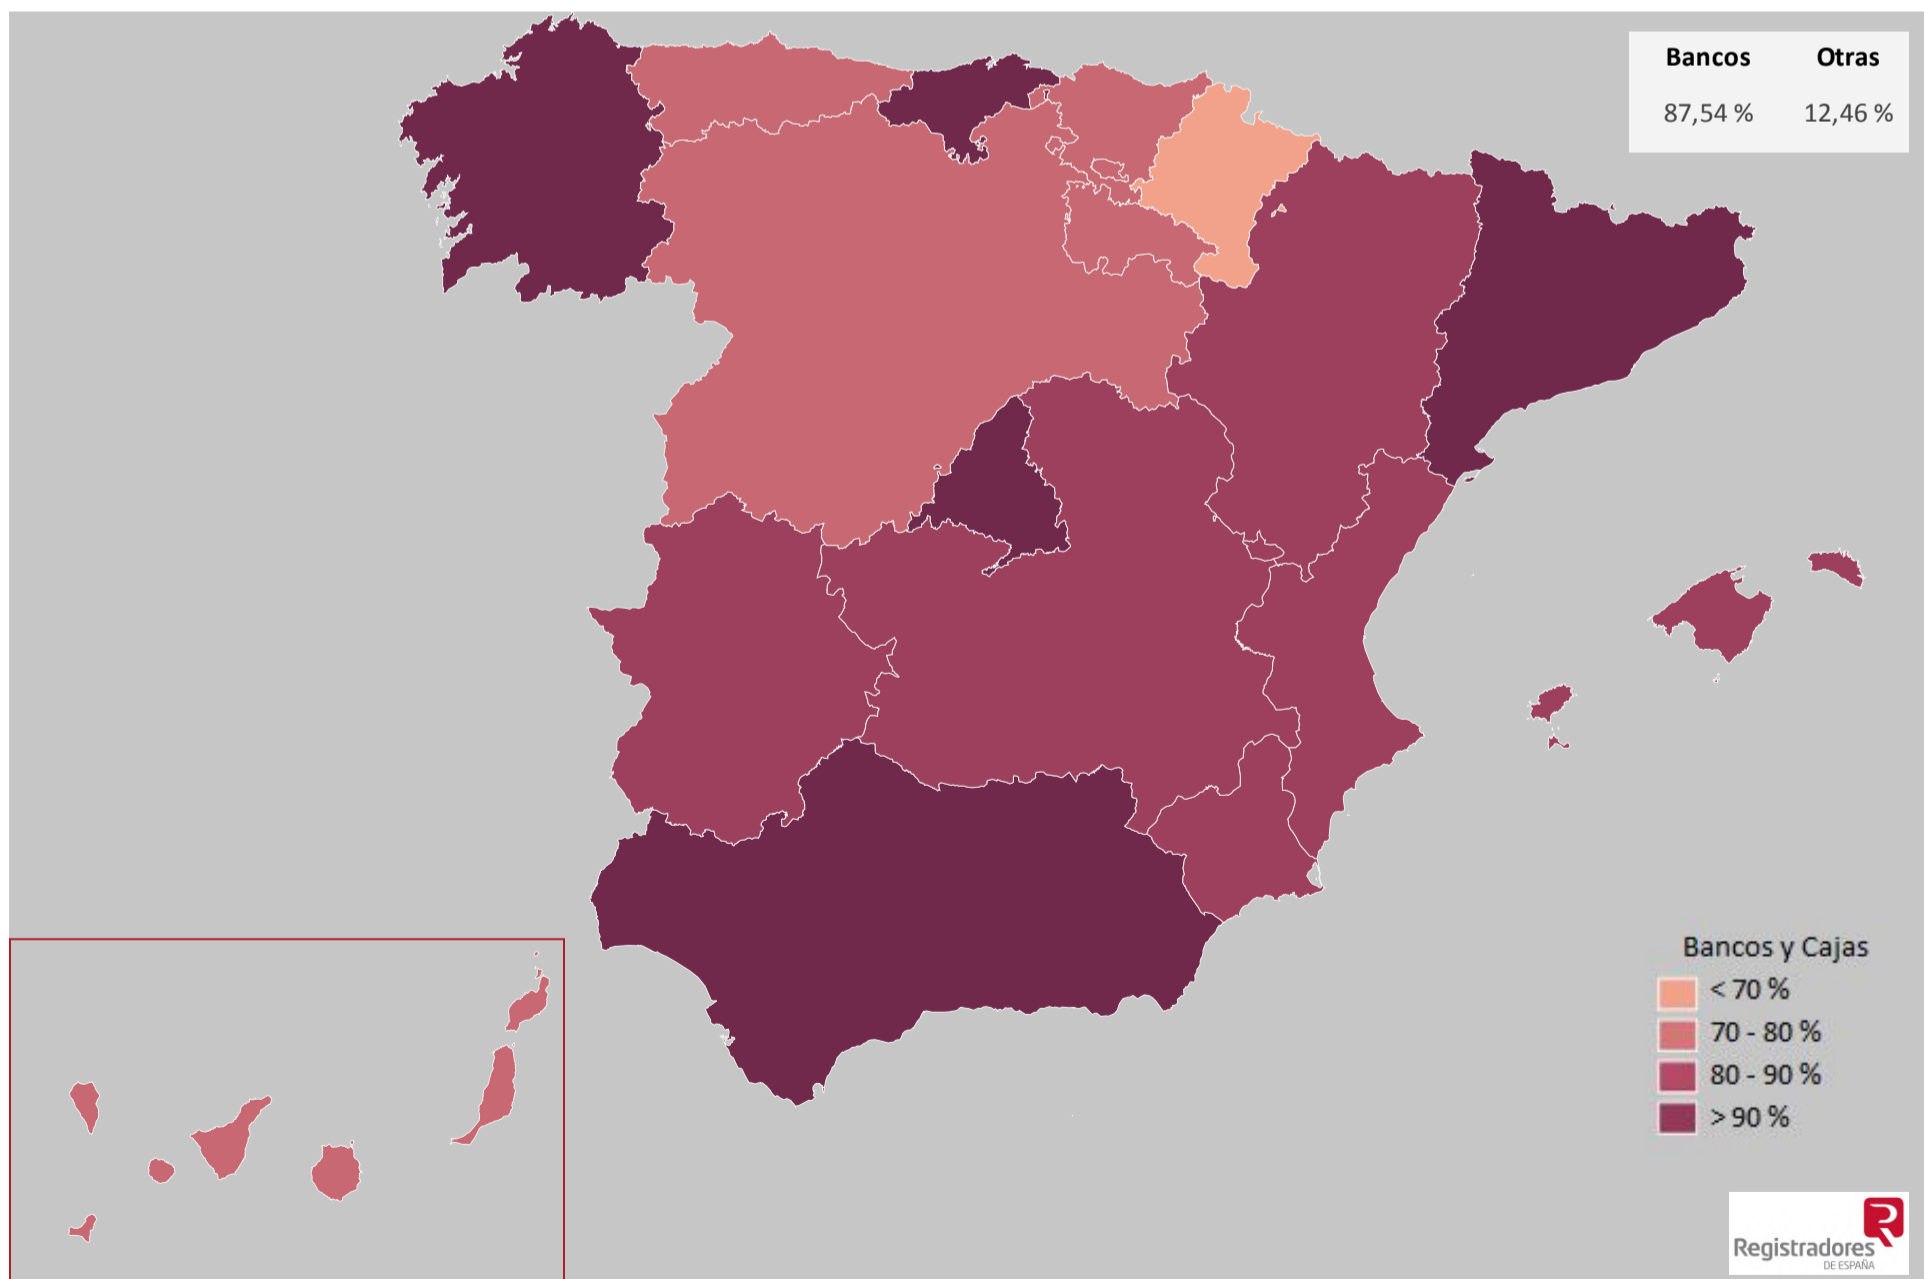 Bancos Otras
87,54 % 12,46 %
Bancos y Cajas
< 70 %
70 - 80 %
80 - 90 %
> 90 %
Registradores
DE ESPAÑA